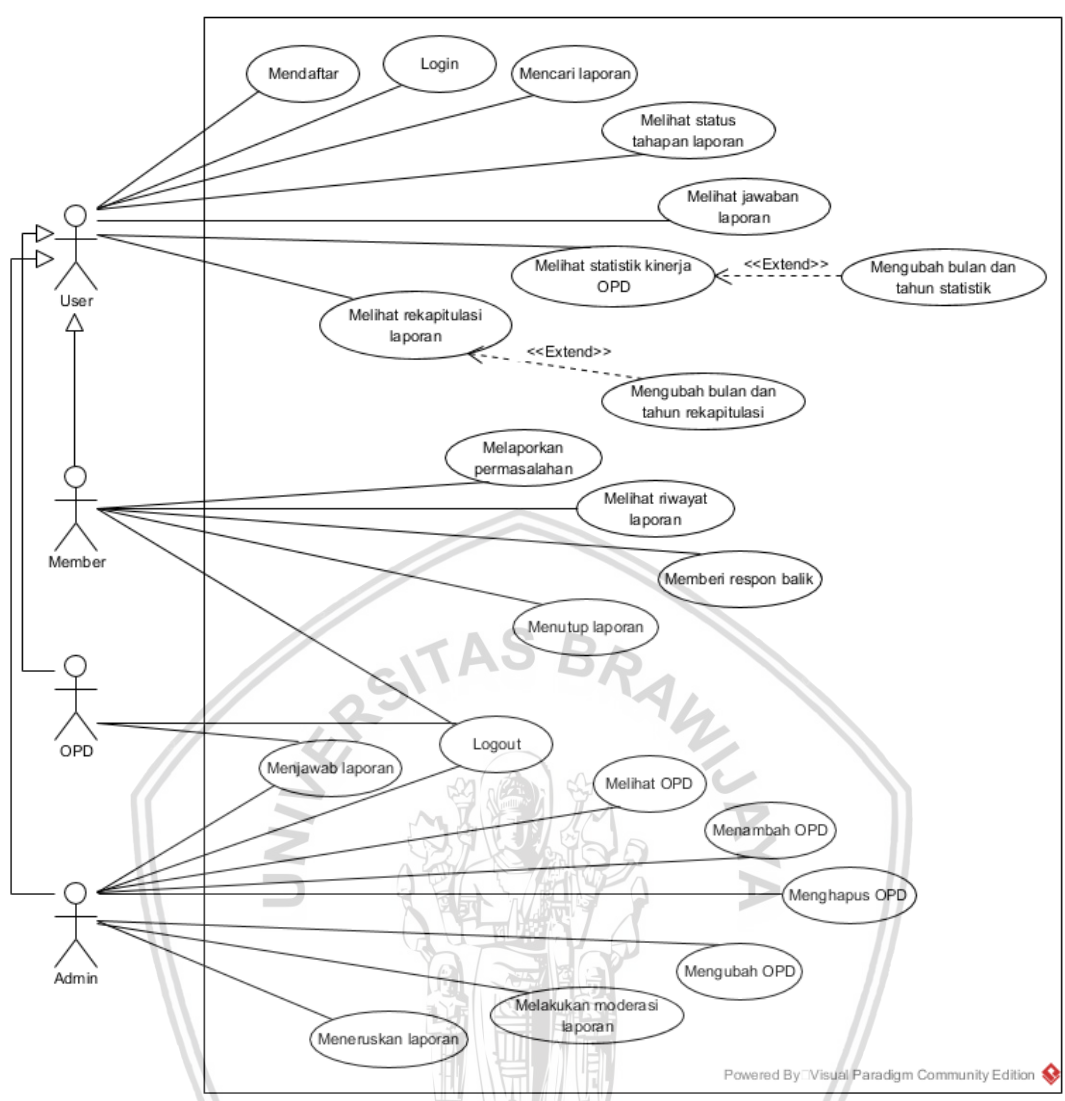 Mendaftar
Login
Mencari laporan
Melihat status
tahapan laporan
Melihat jawaban
laporan
User
Melihat statistik kinerja
OPD
<<Extend>>
Mengubah bulan dan
tahun statistik
Melihat rekapitulasi
laporan
<<Extend>>
Mengubah bulan dan
tahun rekapitulasi
Melaporkan
permasalahan
Melihat riwayat
laporan
Member
Memberi respon balik
Menutup laporan
OPD
Logout
Menjawab laporan
Melihat OPD
Menambah OPD
Menghapus OPD
Admin
Mengubah OPD
Melakukan moderasi
laporan
Meneruskan laporan
UNIVERSITAS BRAWIJAYA
Powered By Visual Paradigm Community Edition